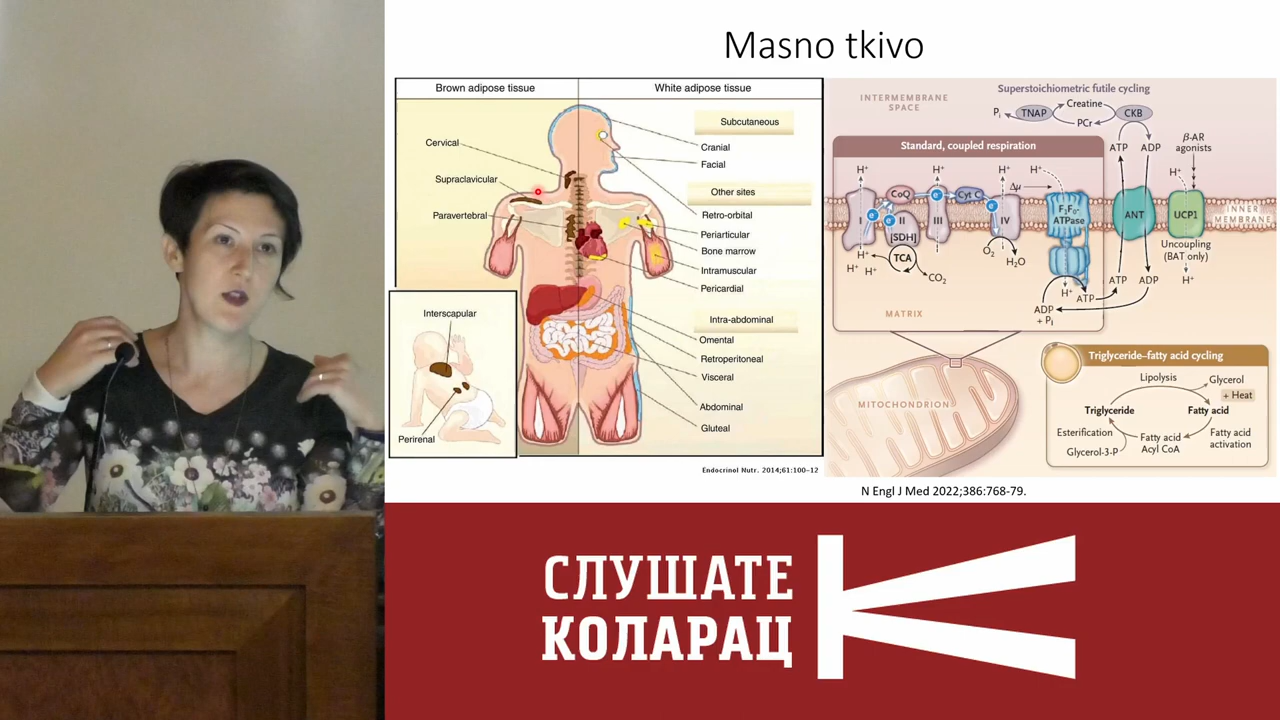 Masno tkivo
Brown adipose tissue
White adipose tissue
Cervical
Supraclavicular
Paravertebral
Interscapular
Perirenal
Subcutaneous
Cranial
Facial
Other sites
Retro-orbital
Periarticular
Bone marrow
Intramuscular
Pericardial
Intra-abdominal
Omental
Retroperitoneal
Visceral
Abdominal
Gluteal
Endocrinol Nutr. 2014;61:100–12
INTERMEMBRANE
SPACE
Superstoichiometric futile cycling
Pi
TNAP
Creatine
PCr
CKB
ATP
ADP
β-AR
agonists
Standard, coupled respiration
H+
H+
H+
H+
H+
Δμ
CoQ
Cyt C
I
e-
e-
II
e-
III
e-
IV
F1F0-
ATPase
ANT
UCP1
INNER
MEMBRANE
[SDH]
TCA
H+
H+
H+
CO2
O2
H2O
Uncoupling
(BAT only)
H+
H+
ATP
ADP
+ Pi
ATP
ADP
MATRIX
MITOCHONDRION
Triglyceride–fatty acid cycling
Lipolysis
Glycerol
+ Heat
Triglyceride
Fatty acid
Esterification
Glycerol-3-P
Fatty acid
Acyl CoA
Fatty acid
activation
N Engl J Med 2022;386:768-79.
СЛУШАТЕ
КОЛАРАЦ